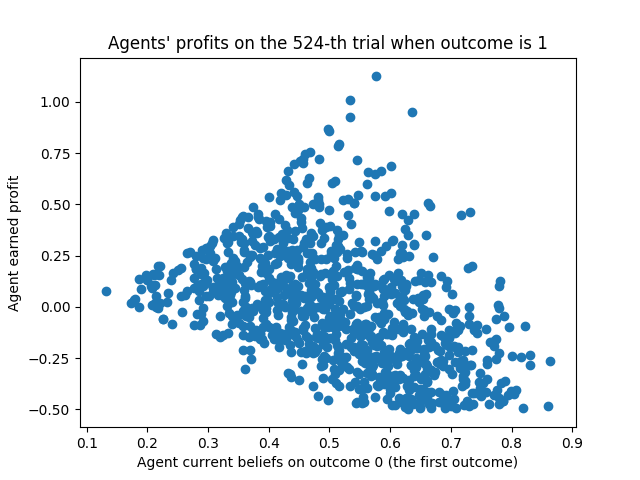 Agents' profits on the 524-th trial when outcome is 1
Agent earned profit
1.00
0.75
0.50
0.25
0.00
−0.25
−0.50
0.1 0.2 0.3 0.4 0.5 0.6 0.7 0.8 0.9
Agent current beliefs on outcome 0 (the first outcome)